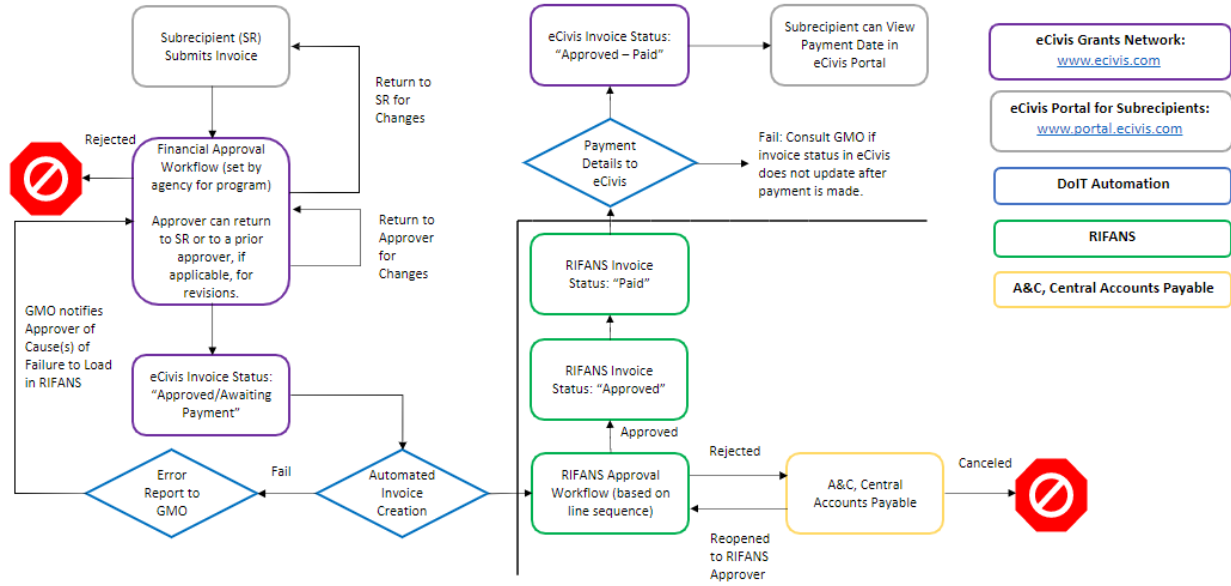 Subrecipient (SR)
Submits Invoice
Return to
SR for
Changes
Rejected
Financial Approval
Workflow (set by
agency for program)
Approver can return
to SR or to a prior
approver, if
applicable, for
revisions.
Return to
Approver
for
Changes
GMO notifies
Approver of
Cause(s) of
Failure to Load
in RIFANS
eCivis Invoice Status:
“Approved/Awaiting
Payment”
Error
Report to
GMO
Fail
Automated
Invoice
Creation
eCivis Invoice Status:
“Approved – Paid”
Subrecipient can View
Payment Date in
eCivis Portal
Payment
Details to
eCivis
Fail: Consult GMO if
invoice status in eCivis
does not update after
payment is made.
RIFANS Invoice
Status: “Paid”
RIFANS Invoice
Status: “Approved”
Approved
RIFANS Approval
Workflow (based on
line sequence)
Rejected
Reopened
to RIFANS
Approver
A&C, Central
Accounts Payable
Canceled
eCivis Grants Network:
www.ecivis.com
eCivis Portal for Subrecipients:
www.portal.ecivis.com
DoIT Automation
RIFANS
A&C, Central Accounts Payable